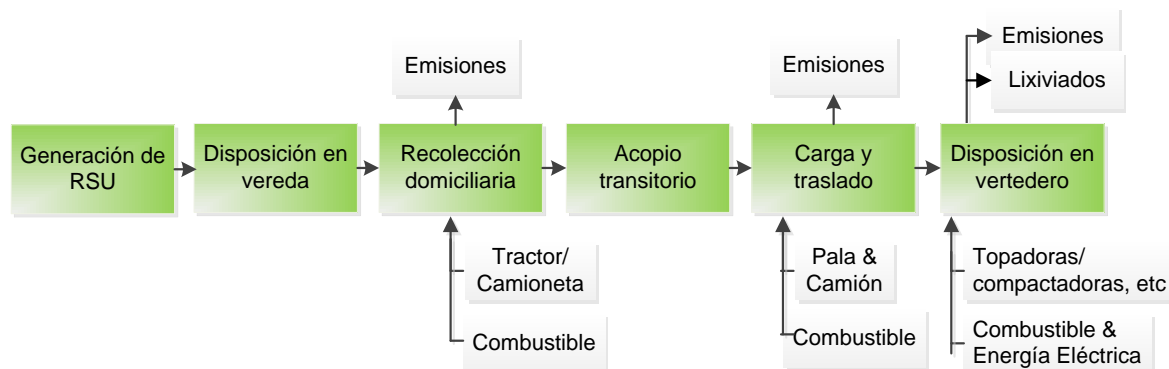 Emisiones
Emisiones
Emisiones
Lixiviados
Generación de
RSU
Disposición en
vereda
Recolección
domiciliaria
Acopio
transitorio
Carga y
traslado
Disposición en
vertedero
Tractor/
Camioneta
Combustible
Pala &
Camión
Combustible
Topadoras/
compactadoras, etc
Combustible &
Energía Eléctrica